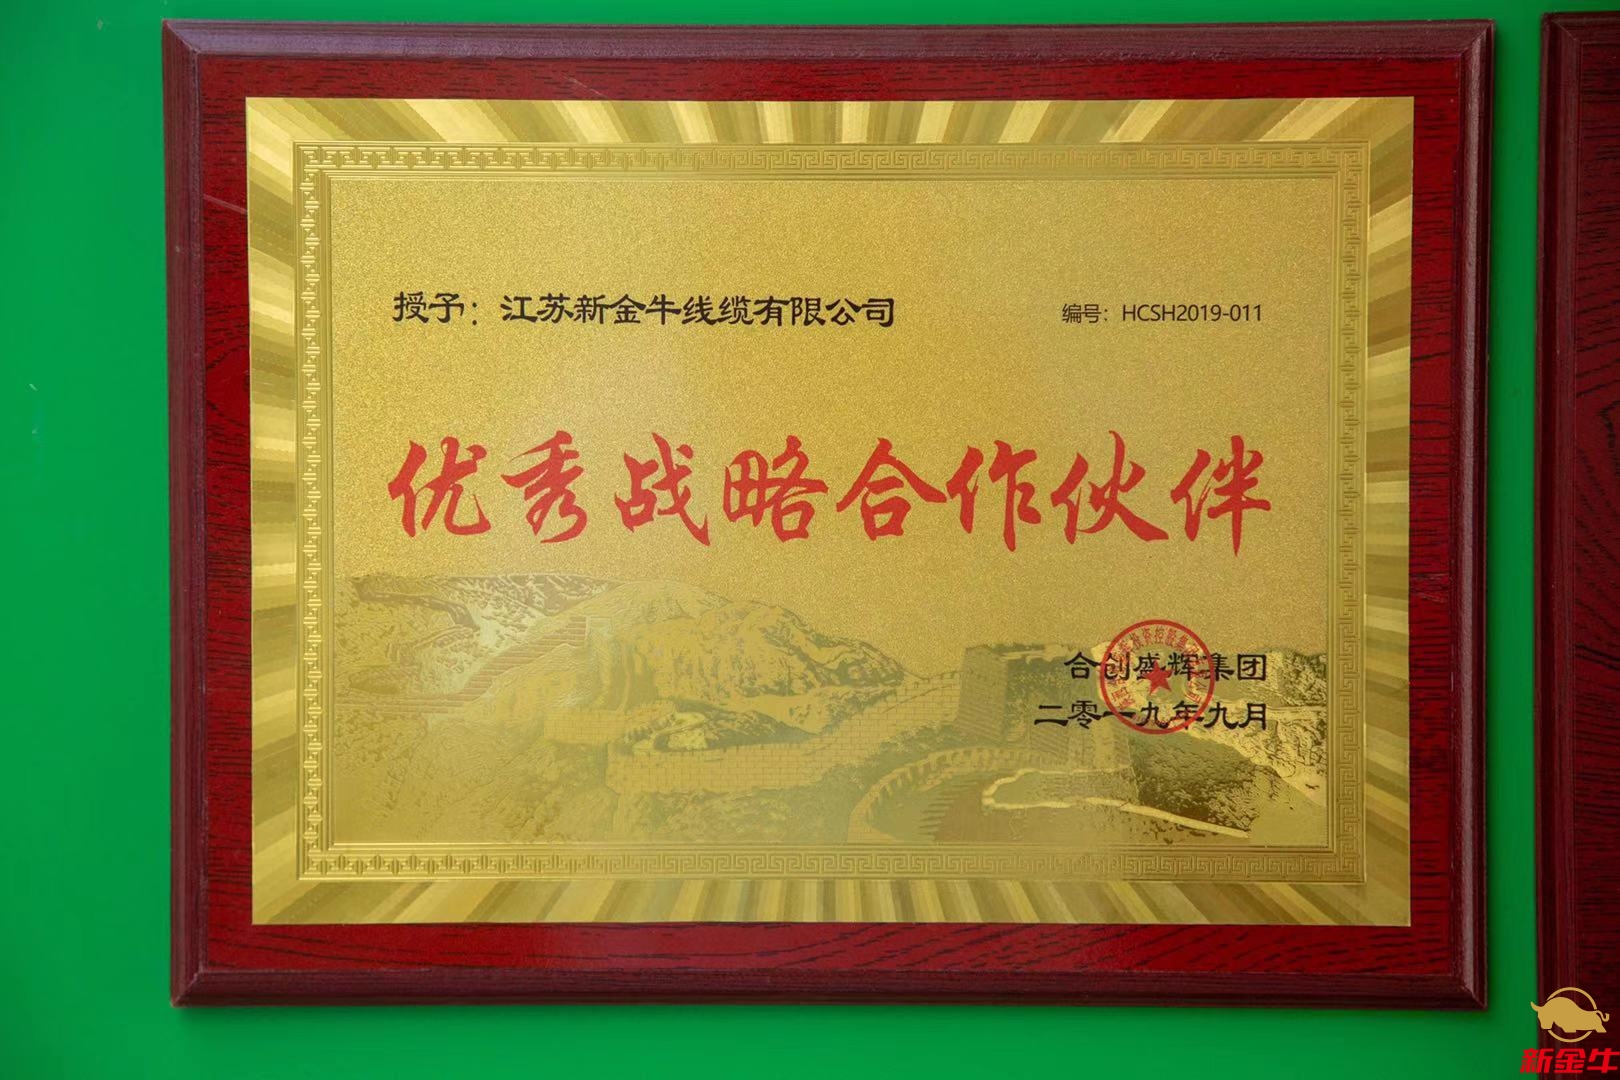 授予：江苏新金牛线缆有限公司
编号：HCSH2019-011
优秀战略合作伙伴
合创盛辉集团
二零一九年九月
新金牛